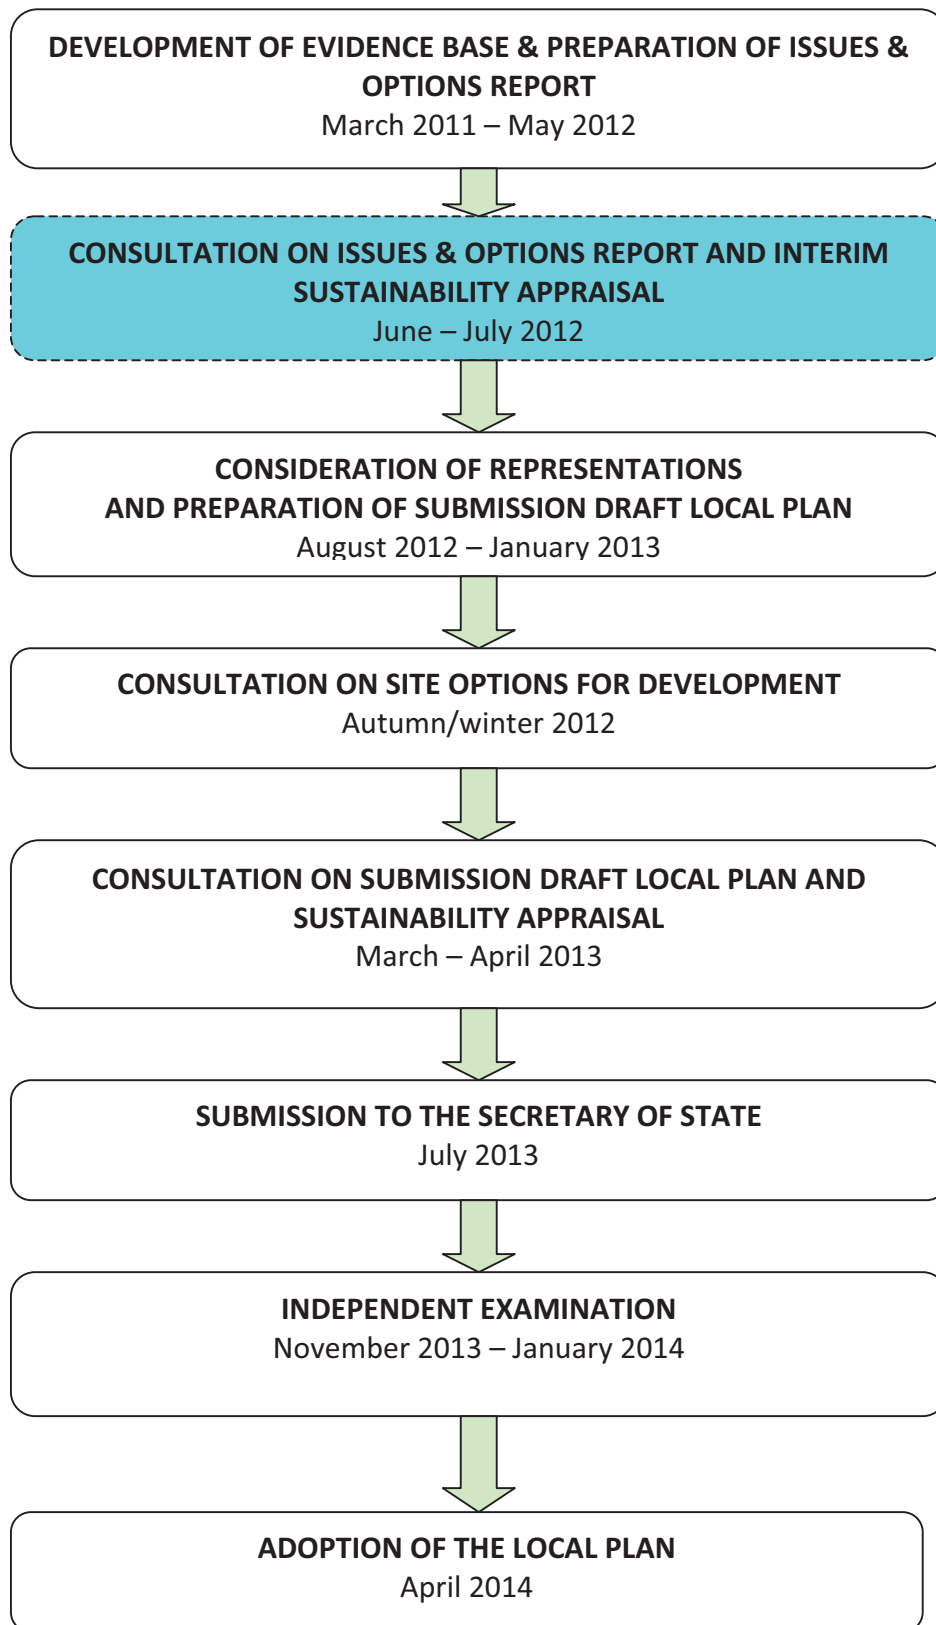 DEVELOPMENT OF EVIDENCE BASE & PREPARATION OF ISSUES &
OPTIONS REPORT
March 2011 – May 2012
CONSULTATION ON ISSUES & OPTIONS REPORT AND INTERIM
SUSTAINABILITY APPRAISAL
June – July 2012
CONSIDERATION OF REPRESENTATIONS
AND PREPARATION OF SUBMISSION DRAFT LOCAL PLAN
August 2012 – January 2013
CONSULTATION ON SITE OPTIONS FOR DEVELOPMENT
Autumn/winter 2012
CONSULTATION ON SUBMISSION DRAFT LOCAL PLAN AND
SUSTAINABILITY APPRAISAL
March – April 2013
SUBMISSION TO THE SECRETARY OF STATE
July 2013
INDEPENDENT EXAMINATION
November 2013 – January 2014
ADOPTION OF THE LOCAL PLAN
April 2014